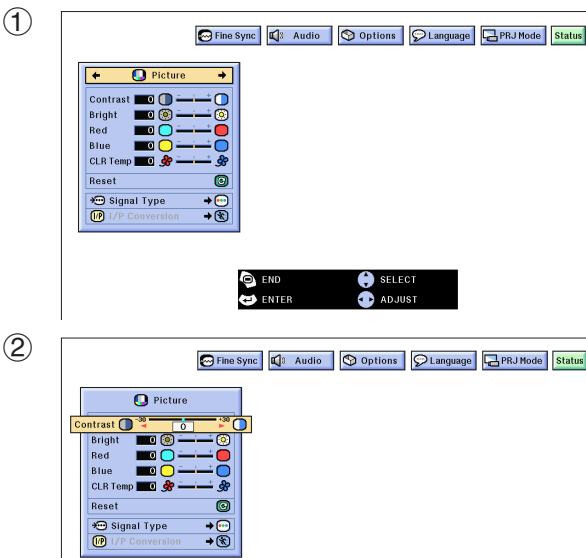 ①
Fine Sync Audio Options Language PRJ Mode Status
Picture
Contrast 0 - +
Bright 0 - +
Red 0 - +
Blue 0 - +
CLR Temp 0 - +
Reset
Signal Type
I/P I/P Conversion
END SELECT
ENTER ADJUST
②
Fine Sync Audio Options Language PRJ Mode Status
Picture
Contrast -30 0 +30
Bright 0 - +
Red 0 - +
Blue 0 - +
CLR Temp 0 - +
Reset
Signal Type
I/P I/P Conversion